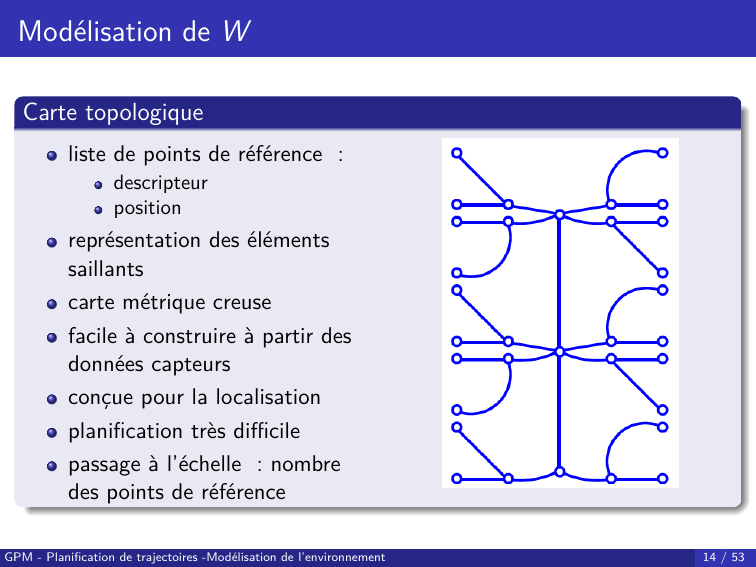 Modélisation de W
Carte topologique
liste de points de référence :
descripteur
position
représentation des éléments
saillants
carte métrique creuse
facile à construire à partir des
données capteurs
conçue pour la localisation
planification très difficile
passage à l'échelle : nombre
des points de référence
GPM - Planification de trajectoires -Modélisation de l'environnement
14 / 53